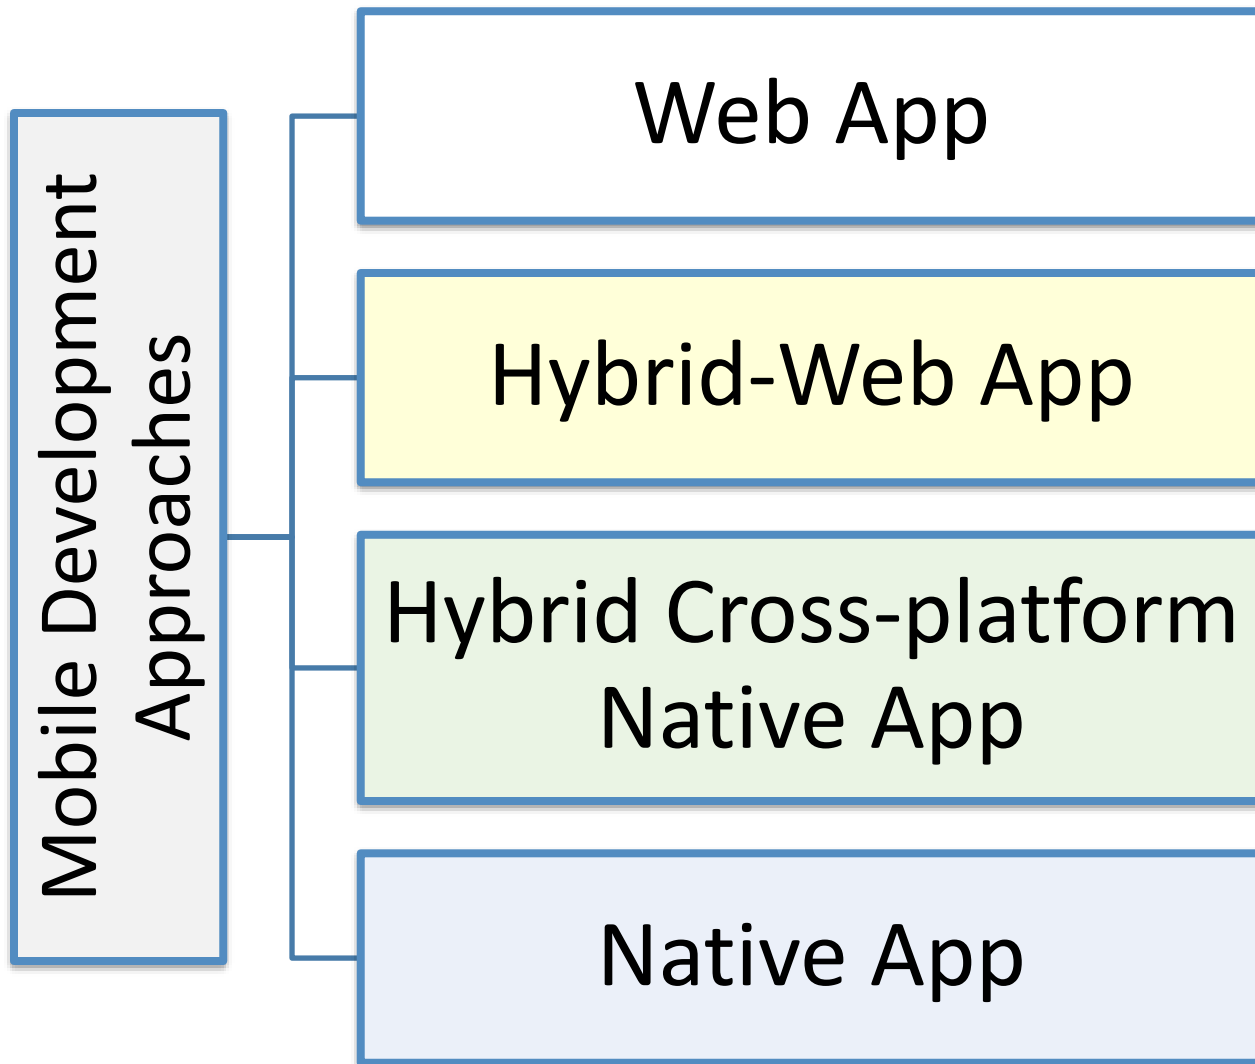 Mobile Development
Approaches
Web App
Hybrid-Web App
Hybrid Cross-platform
Native App
Native App